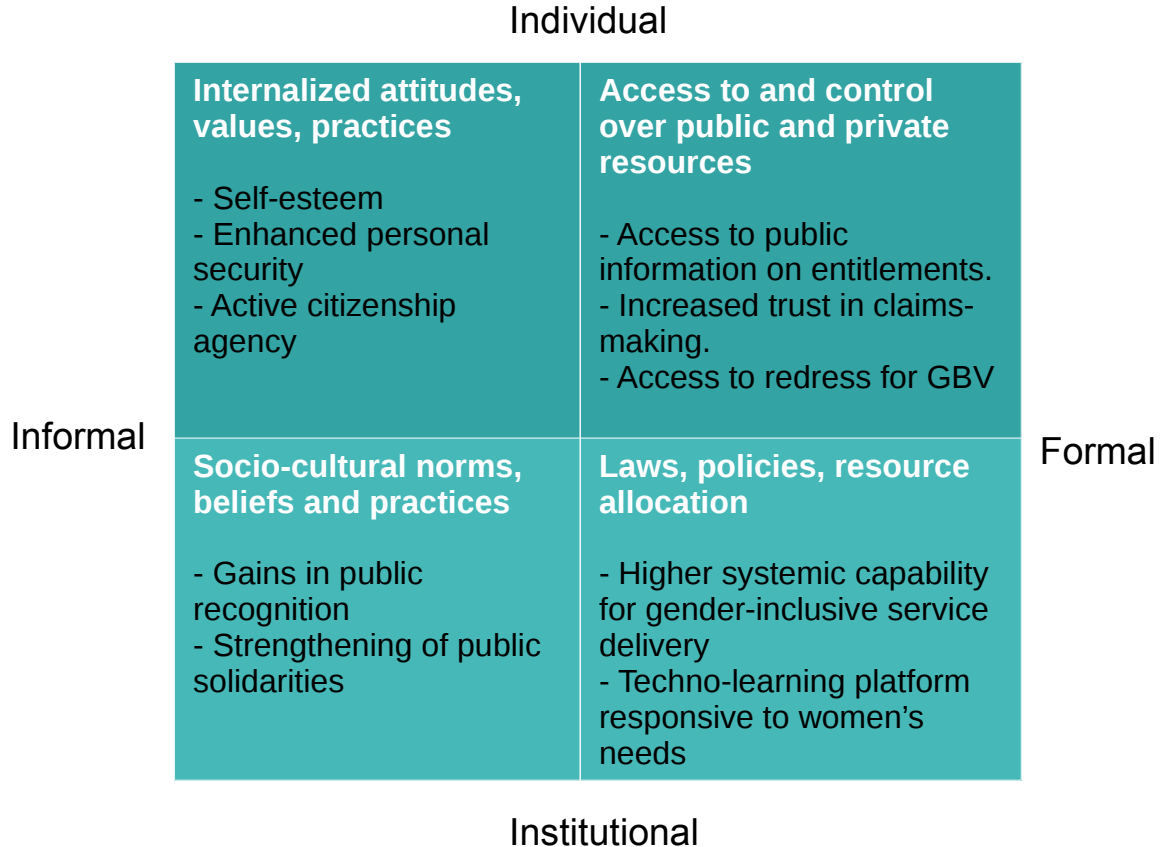 Individual
Internalized attitudes,
values, practices
- Self-esteem
- Enhanced personal
security
- Active citizenship
agency
Access to and control
over public and private
resources
- Access to public
information on entitlements.
- Increased trust in claims-
making.
- Access to redress for GBV
Informal
Formal
Socio-cultural norms,
beliefs and practices
- Gains in public
recognition
- Strengthening of public
solidarities
Laws, policies, resource
allocation
- Higher systemic capability
for gender-inclusive service
delivery
- Techno-learning platform
responsive to women’s
needs
Institutional